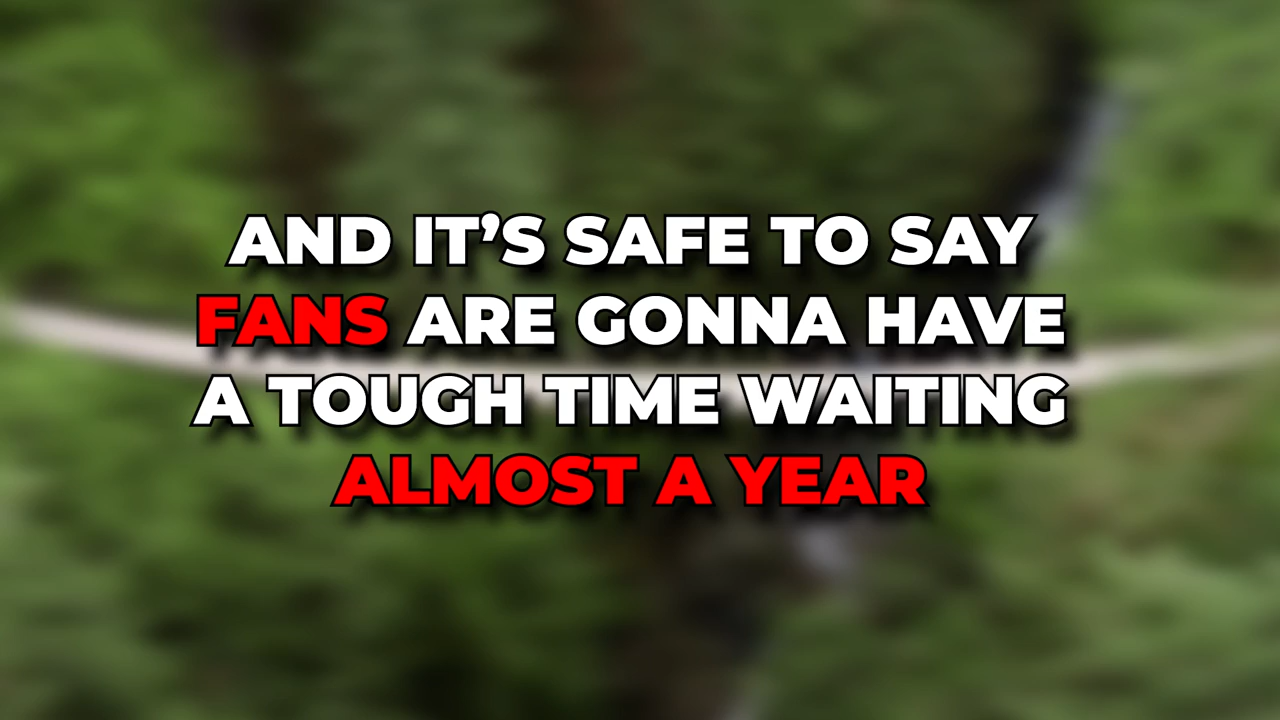 AND IT’S SAFE TO SAY
FANS ARE GONNA HAVE
A TOUGH TIME WAITING
ALMOST A YEAR